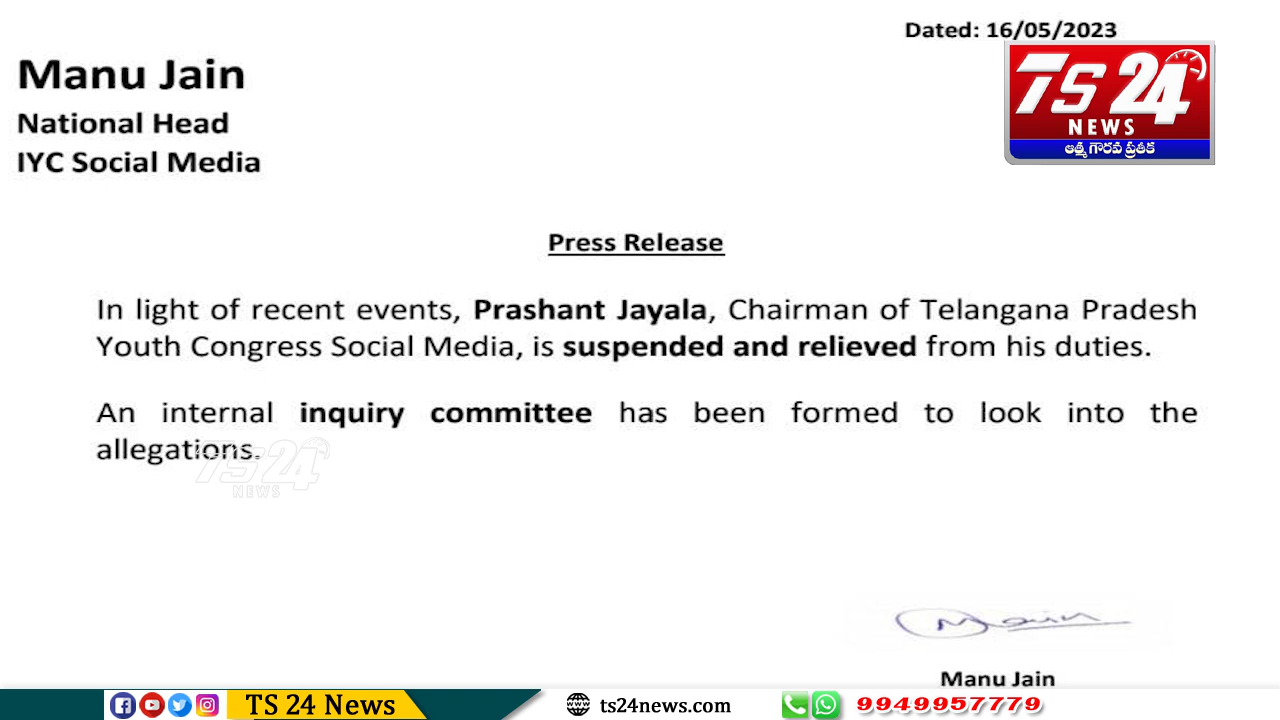 Dated: 16/05/2023
Manu Jain
National Head
IYC Social Media
TS 24
NEWS
ఆత్మ గౌరవ ప్రతీక
Press Release
In light of recent events, Prashant Jayala, Chairman of Telangana Pradesh
Youth Congress Social Media, is suspended and relieved from his duties.
An internal inquiry committee has been formed to look into the
allegations.
TS 24
NEWS
Manu Jain
TS 24 News
ts24news.com
9949957779